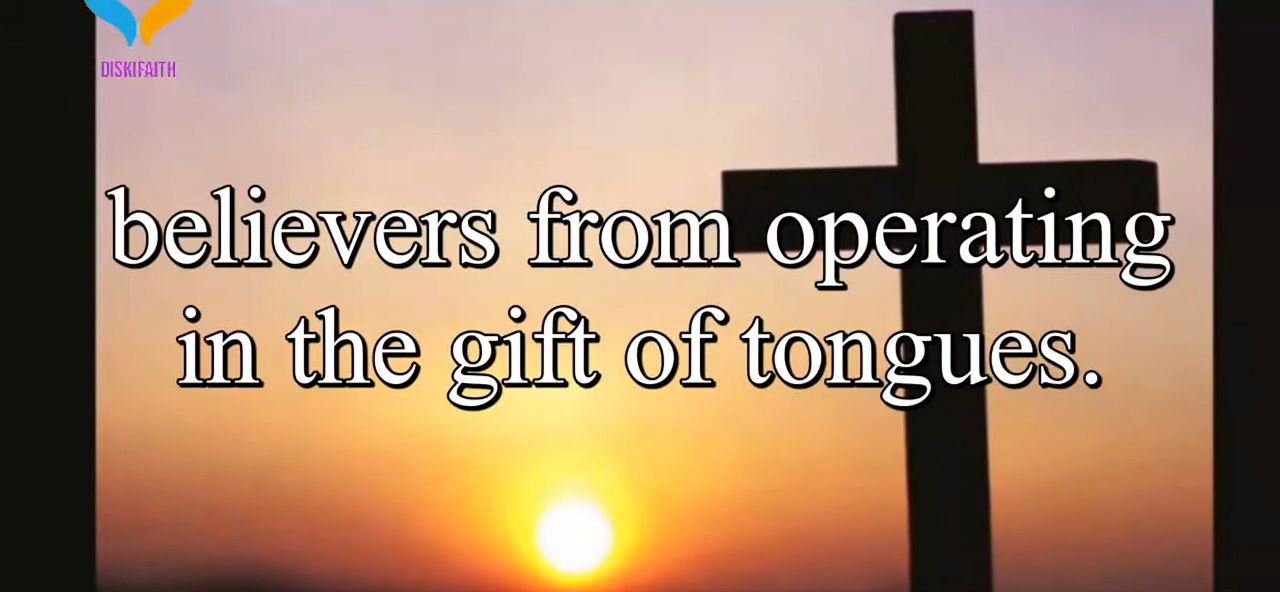 DISKIFAITH
believers from operating
in the gift of tongues.